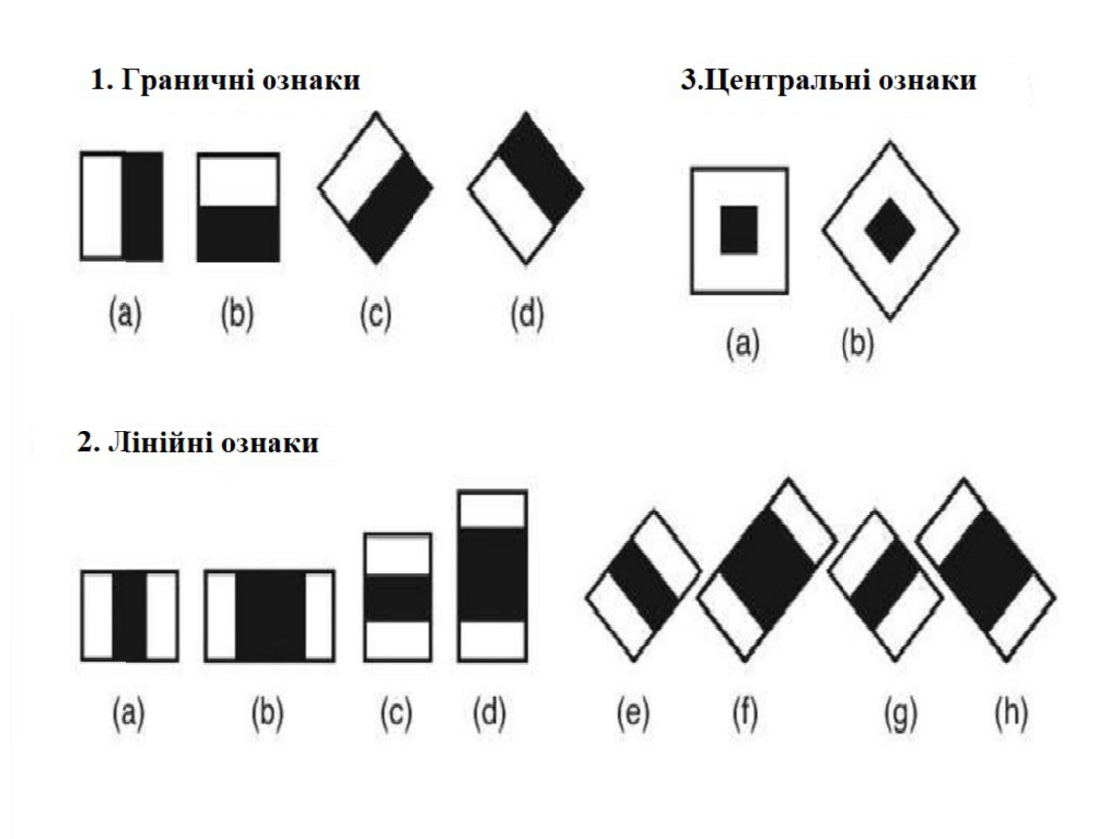 1. Граничні ознаки
(a) (b) (c) (d)
3.Центральні ознаки
(a) (b)
2. Лінійні ознаки
(a) (b) (c) (d) (e) (f) (g) (h)